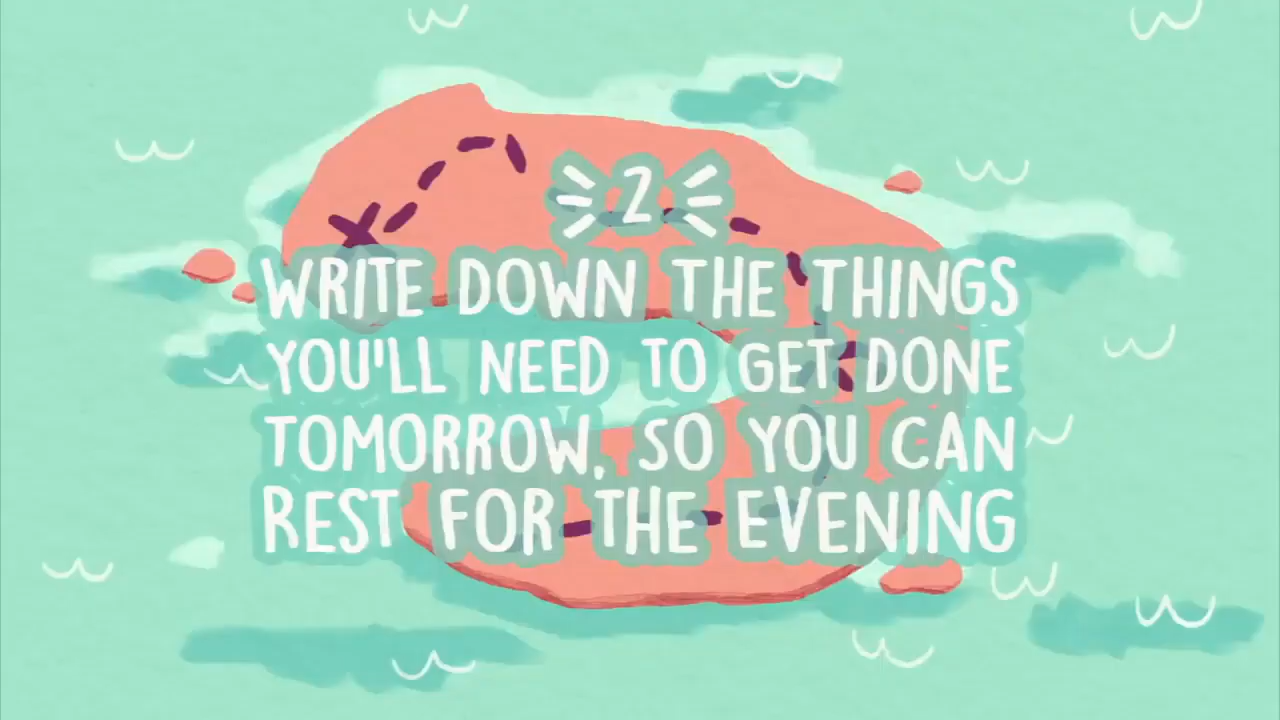 2
WRITE DOWN THE THINGS
YOU'LL NEED TO GET DONE
TOMORROW, SO YOU CAN
REST FOR THE EVENING